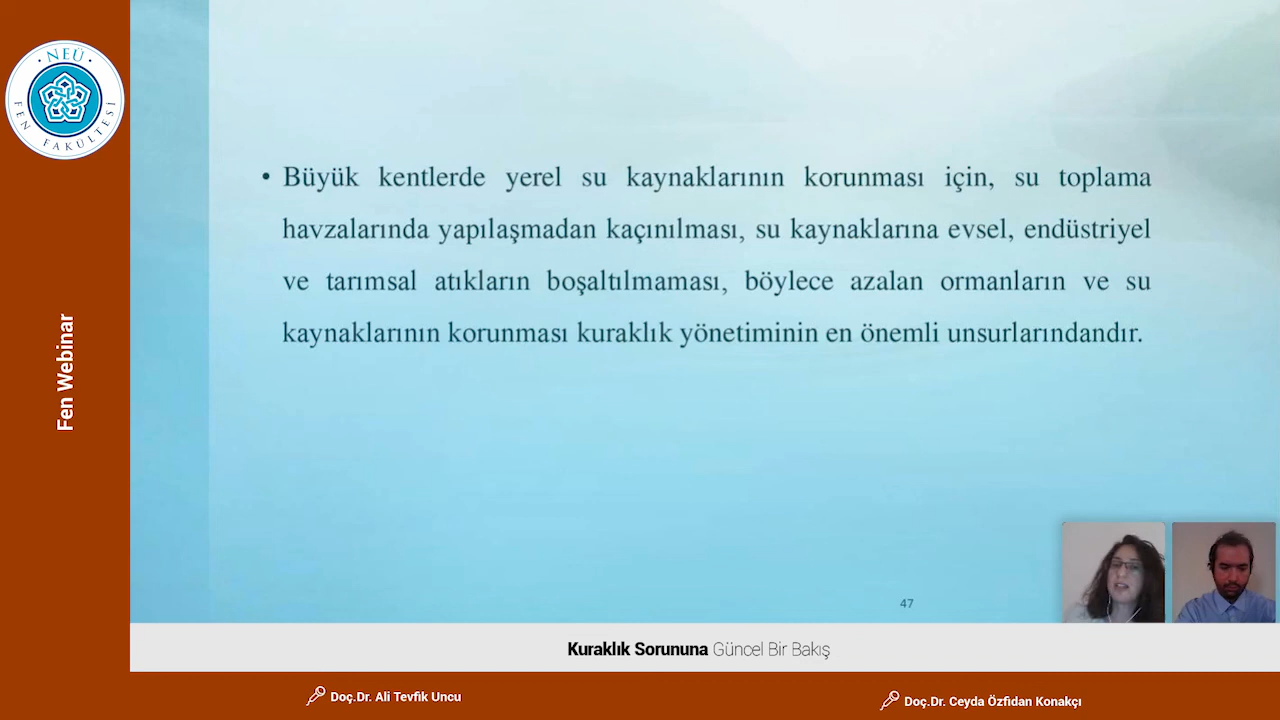 · NEÜ ·
FEN FAKÜLTESİ
Fen Webinar
• Büyük kentlerde yerel su kaynaklarının korunması için, su toplama
havzalarında yapılaşmadan kaçınılması, su kaynaklarına evsel, endüstriyel
ve tarımsal atıkların boşaltılmaması, böylece azalan ormanların ve su
kaynaklarının korunması kuraklık yönetiminin en önemli unsurlarındandır.
47
Kuraklık Sorununa Güncel Bir Bakış
Doç.Dr. Ali Tevfik Uncu
Doç.Dr. Ceyda Özfidan Konakçı